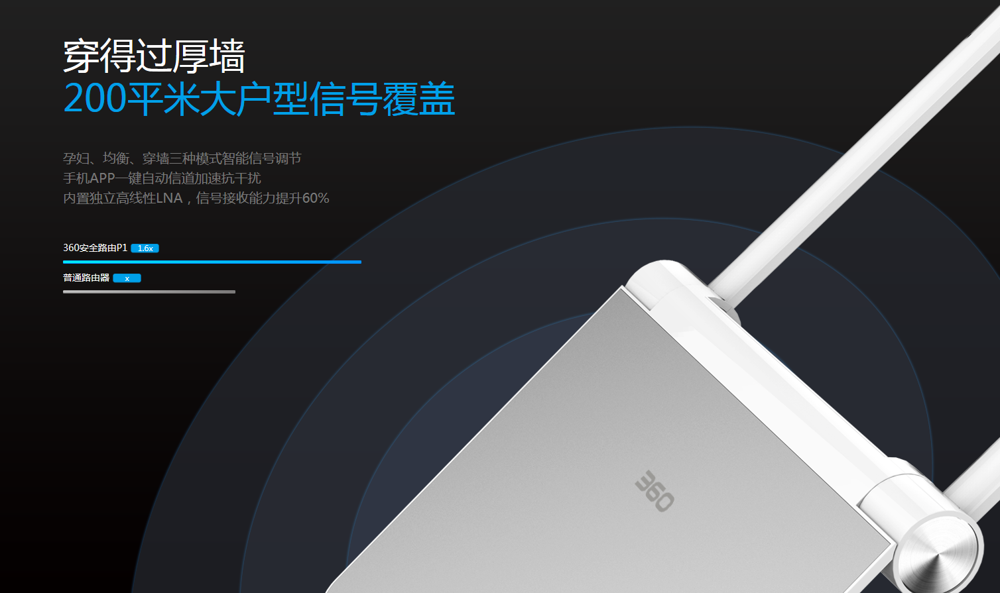 穿得过厚墙
200平米大户型信号覆盖
孕妇、均衡、穿墙三种模式智能信号调节
手机APP一键自动信道加速抗干扰
内置独立高线性LNA，信号接收能力提升60%
360安全路由P1 1.6x
普通路由器 x
360